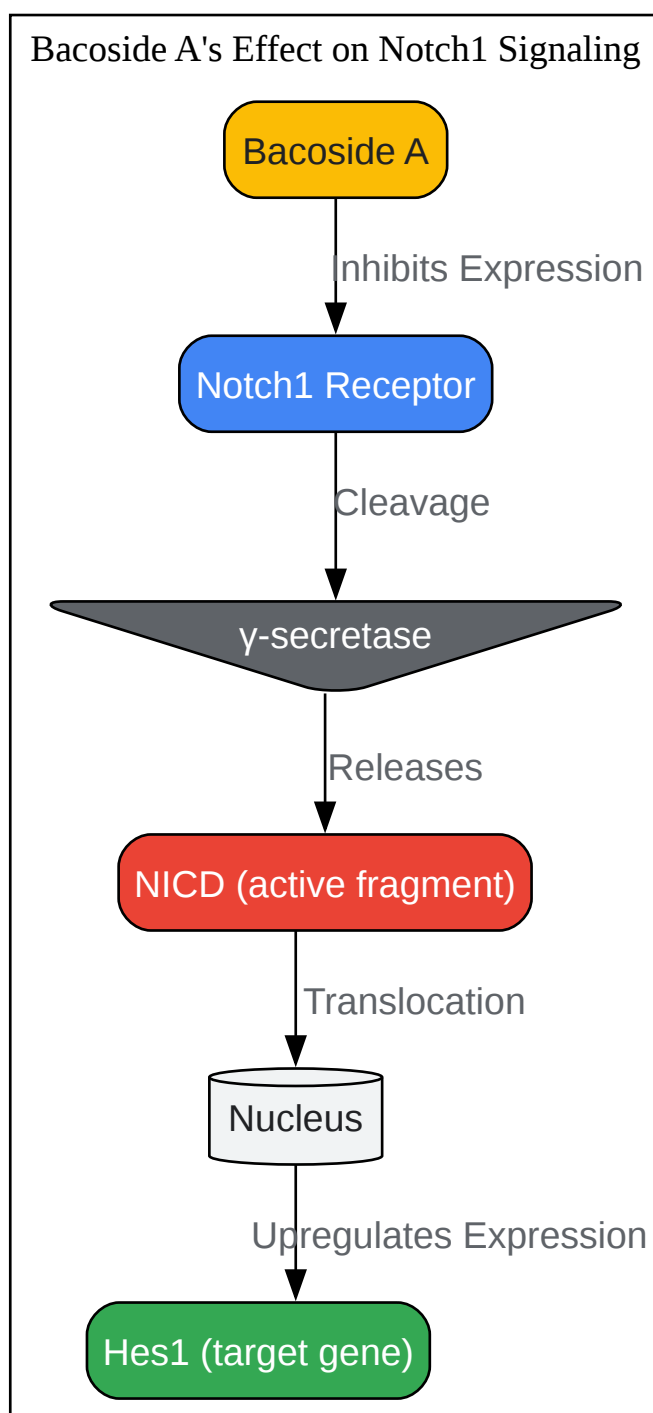 Bacoside A's Effect on Notch1 Signaling
Bacoside A
Inhibits Expression
Notch1 Receptor
Cleavage
γ-secretase
Releases
NICD (active fragment)
Translocation
Nucleus
Upregulates Expression
Hes1 (target gene)